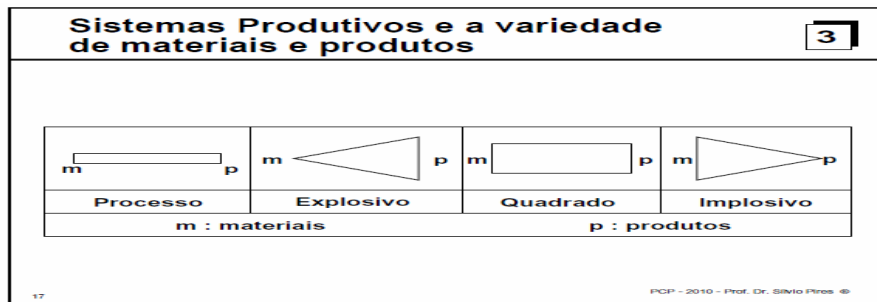 Sistemas Produtivos e a variedade
de materiais e produtos
3
m p m p m p m p
Processo Explosivo Quadrado Implosivo
m : materiais p : produtos
17 PCP - 2010 - Prof. Dr. Silvio Pires ©